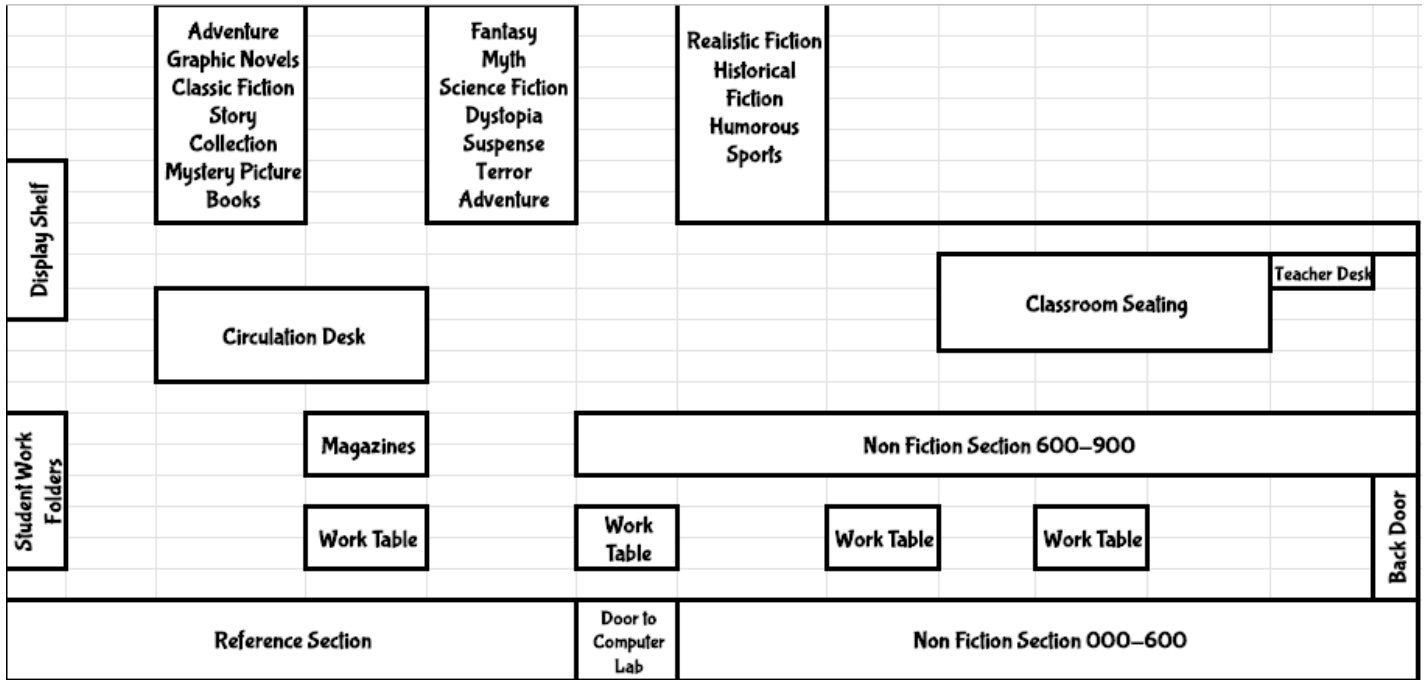 Adventure
Graphic Novels
Classic Fiction
Story
Collection
Mystery Picture
Books
Fantasy
Myth
Science Fiction
Dystopia
Suspense
Terror
Adventure
Realistic Fiction
Historical
Fiction
Humorous
Sports
Display Shelf
Circulation Desk
Classroom Seating
Teacher Desk
Student Work
Folders
Magazines
Non Fiction Section 600–900
Work Table
Work
Table
Work Table
Work Table
Back Door
Reference Section
Door to
Computer
Lab
Non Fiction Section 000–600